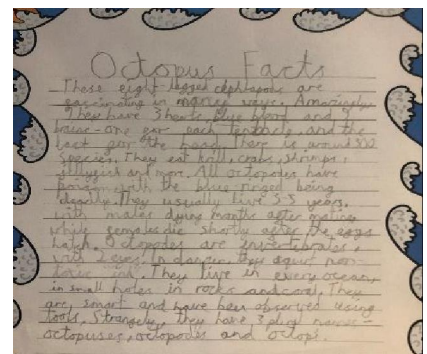 Octopus Facts
These eight-legged cephlapods are
fascinating in many ways. Amazingly,
They have 3 hearts, blue blood and 9
brains - one for each tentacle, and the
last for the head. There is around 300
species. They eat krill, crabs, shrimps,
jellyfish and more. All octopodes have
poison with the blue ringed being
deadly. They usually live 3-5 years,
with males dying months after mating
while females die shortly after the eggs
hatch. Octopodes are invertebrates,
with 2 eyes. In danger, they squirt non-
toxic ink. They live in every ocean,
in small holes in rocks and coral. They
are smart and have been observed using
tools. Strangely, they have 3 plural names-
octopuses, octopodes and octopi.